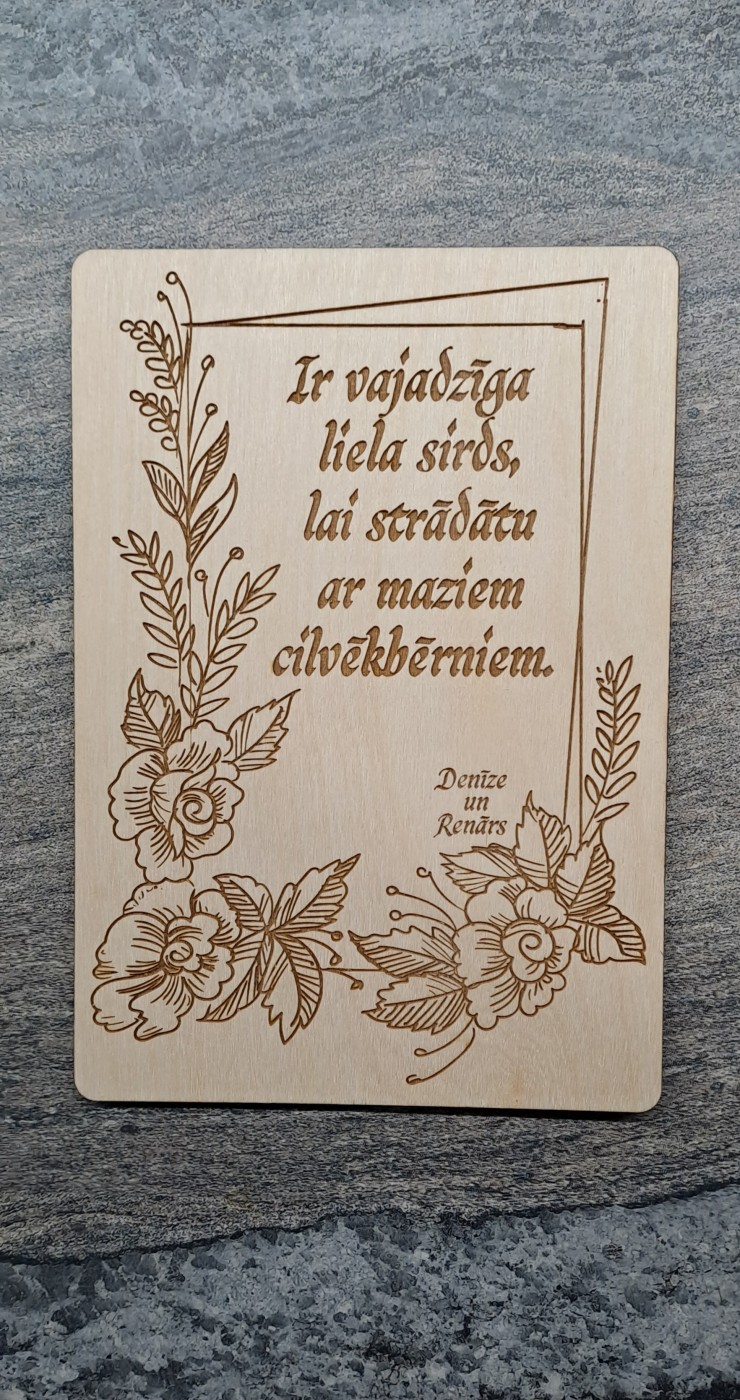 Ir vajadzīga
liela sirds,
lai strādātu
ar maziem
cilvēkbērniem.
Denīze
un
Renārs